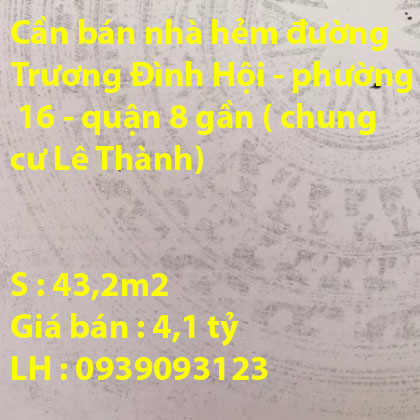 Cần bán nhà hẻm đường
Trương Đình Hội - phường
16 - quận 8 gần ( chung
cư Lê Thành)
S : 43,2m2
Giá bán : 4,1 tỷ
LH : 0939093123